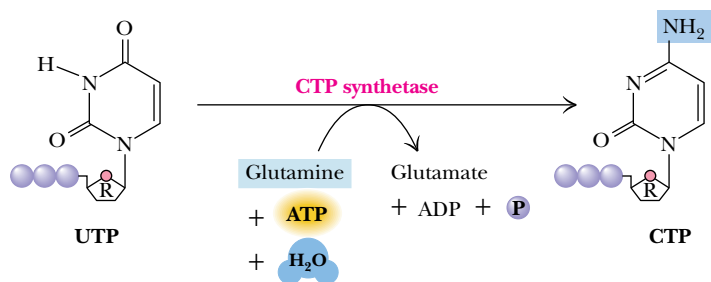 O
H
N
O
N
R
UTP
CTP synthetase
Glutamine
+ ATP
+ H₂O
Glutamate
+ ADP + P
NH₂
N
O
N
R
CTP